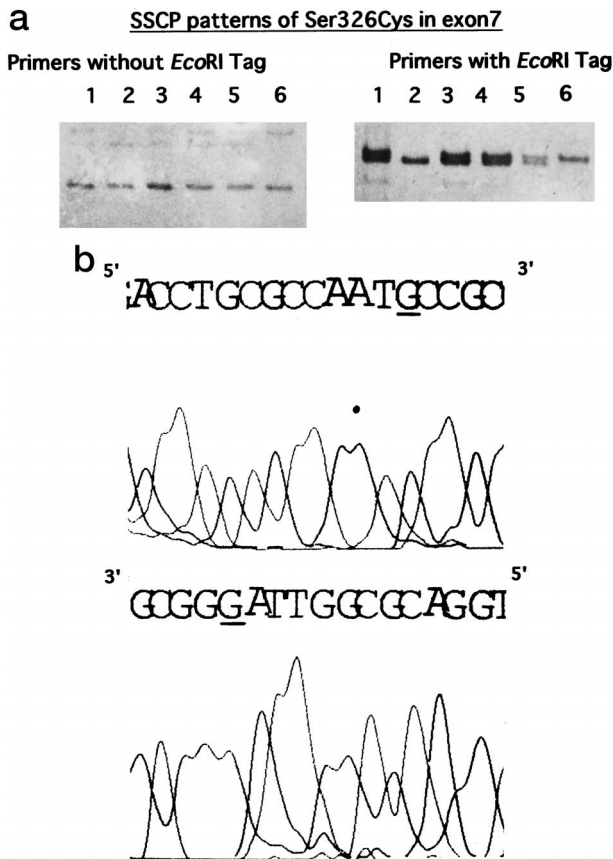 a
SSCP patterns of Ser326Cys in exon7
Primers without EcoRI Tag
Primers with EcoRI Tag
1 2 3 4 5 6
1 2 3 4 5 6
b
5' ACCTGCGCCAATGCCGC 3'
3' GCGGGATTGGCGCAGGT 5'